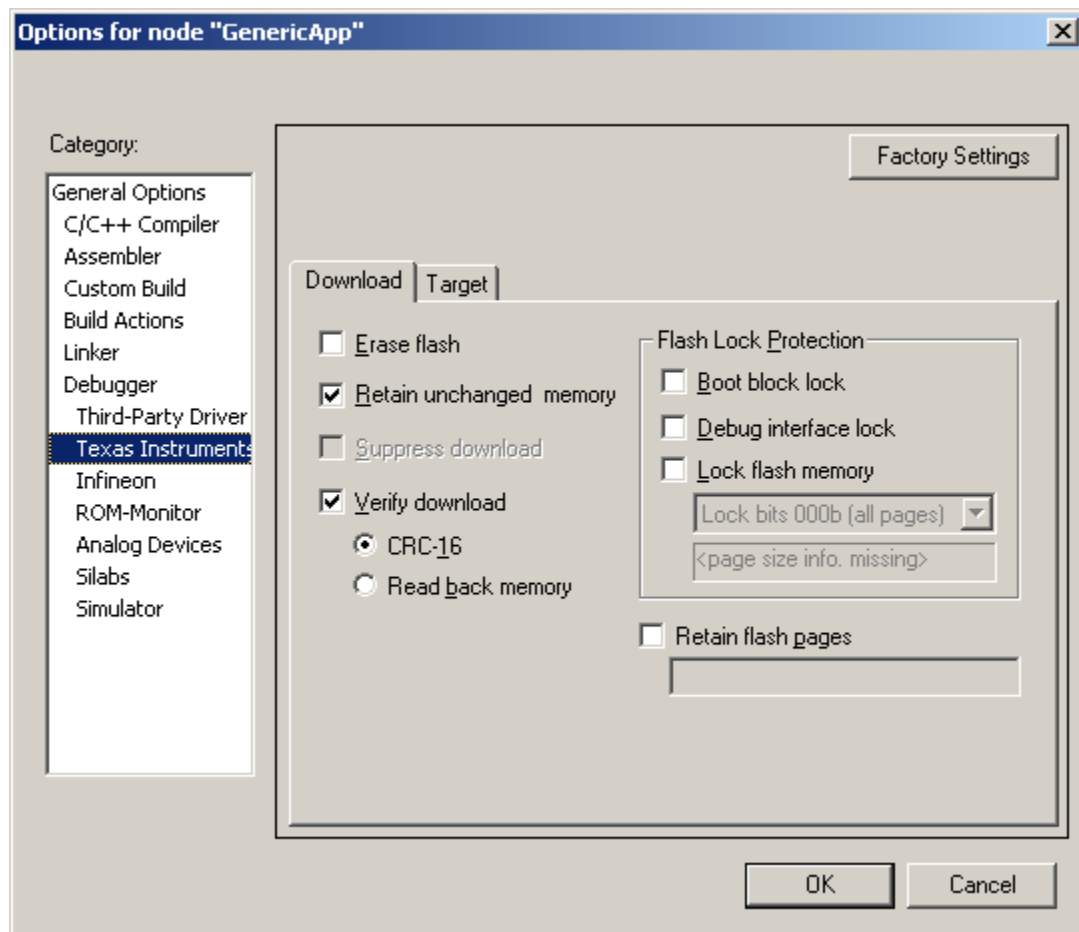 Options for node "GenericApp"
Category:
General Options
C/C++ Compiler
Assembler
Custom Build
Build Actions
Linker
Debugger
Third-Party Driver
Texas Instruments
Infineon
ROM-Monitor
Analog Devices
Silabs
Simulator
Factory Settings
Download
Target
Erase flash
Retain unchanged memory
Suppress download
Verify download
CRC-16
Read back memory
Flash Lock Protection
Boot block lock
Debug interface lock
Lock flash memory
Lock bits 000b (all pages)
<page size info. missing>
Retain flash pages
OK
Cancel